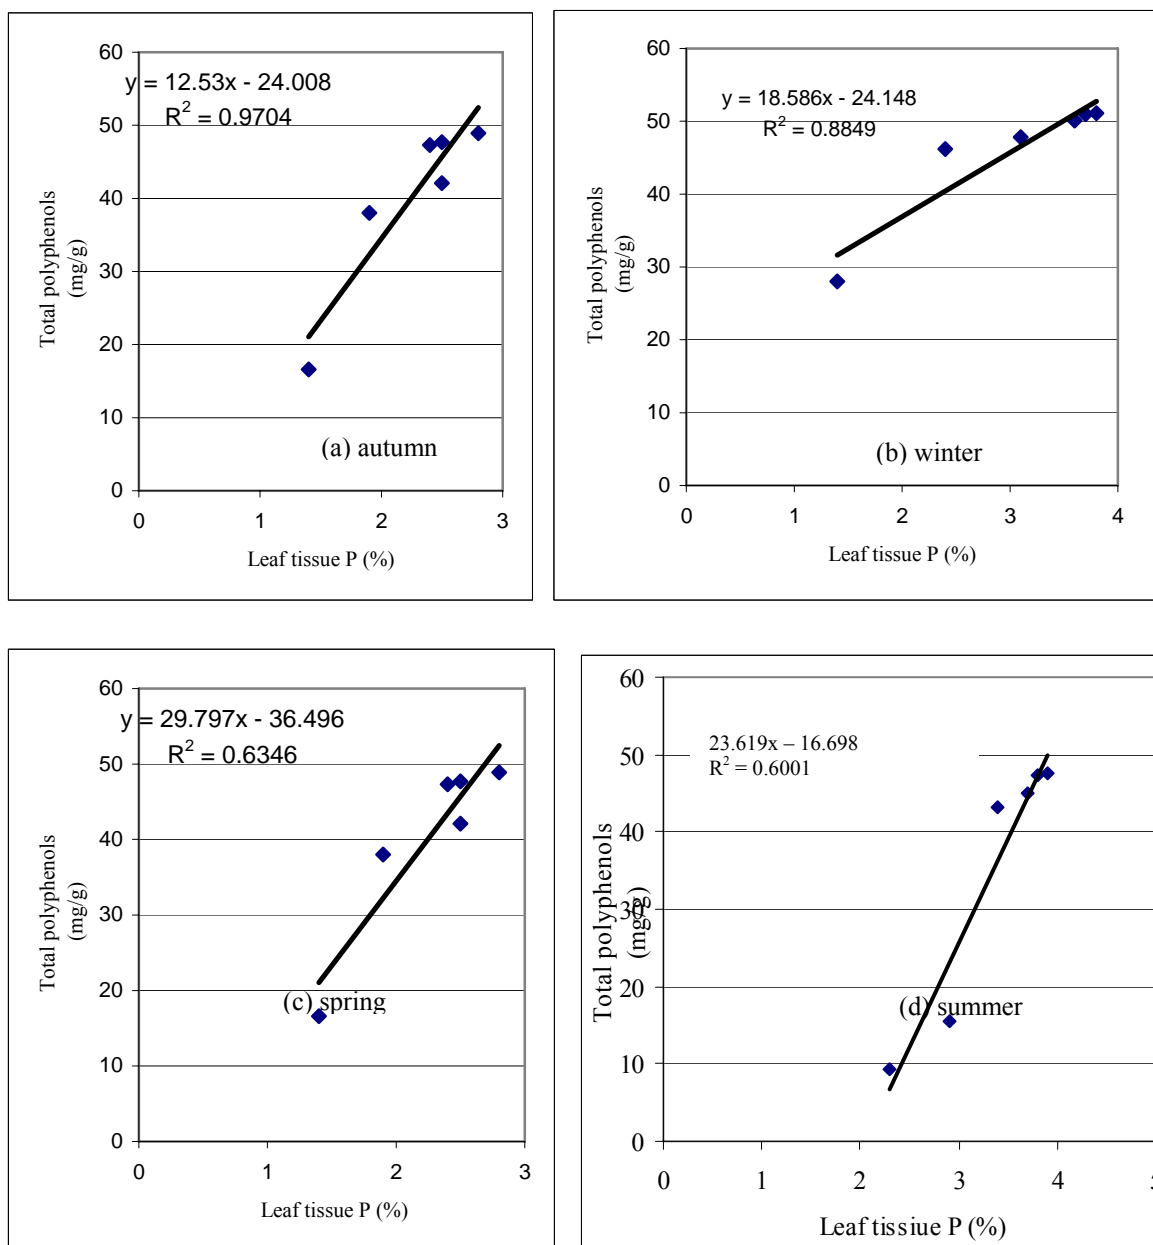 60
50
40
30
20
10
0
y = 12.53x - 24.008
R² = 0.9704
Total polyphenols
(mg/g)
(a) autumn
0 1 2 3
Leaf tissue P (%)
60
50
40
30
20
10
0
y = 18.586x - 24.148
R² = 0.8849
Total polyphenols
(mg/g)
(b) winter
0 1 2 3 4
Leaf tissue P (%)
60
50
40
30
20
10
0
y = 29.797x - 36.496
R² = 0.6346
Total polyphenols
(mg/g)
(c) spring
0 1 2 3
Leaf tissue P (%)
60
50
40
30
20
10
0
23.619x – 16.698
R² = 0.6001
Total polyphenols
(mg/g)
(d) summer
0 1 2 3 4 5
Leaf tissiue P (%)